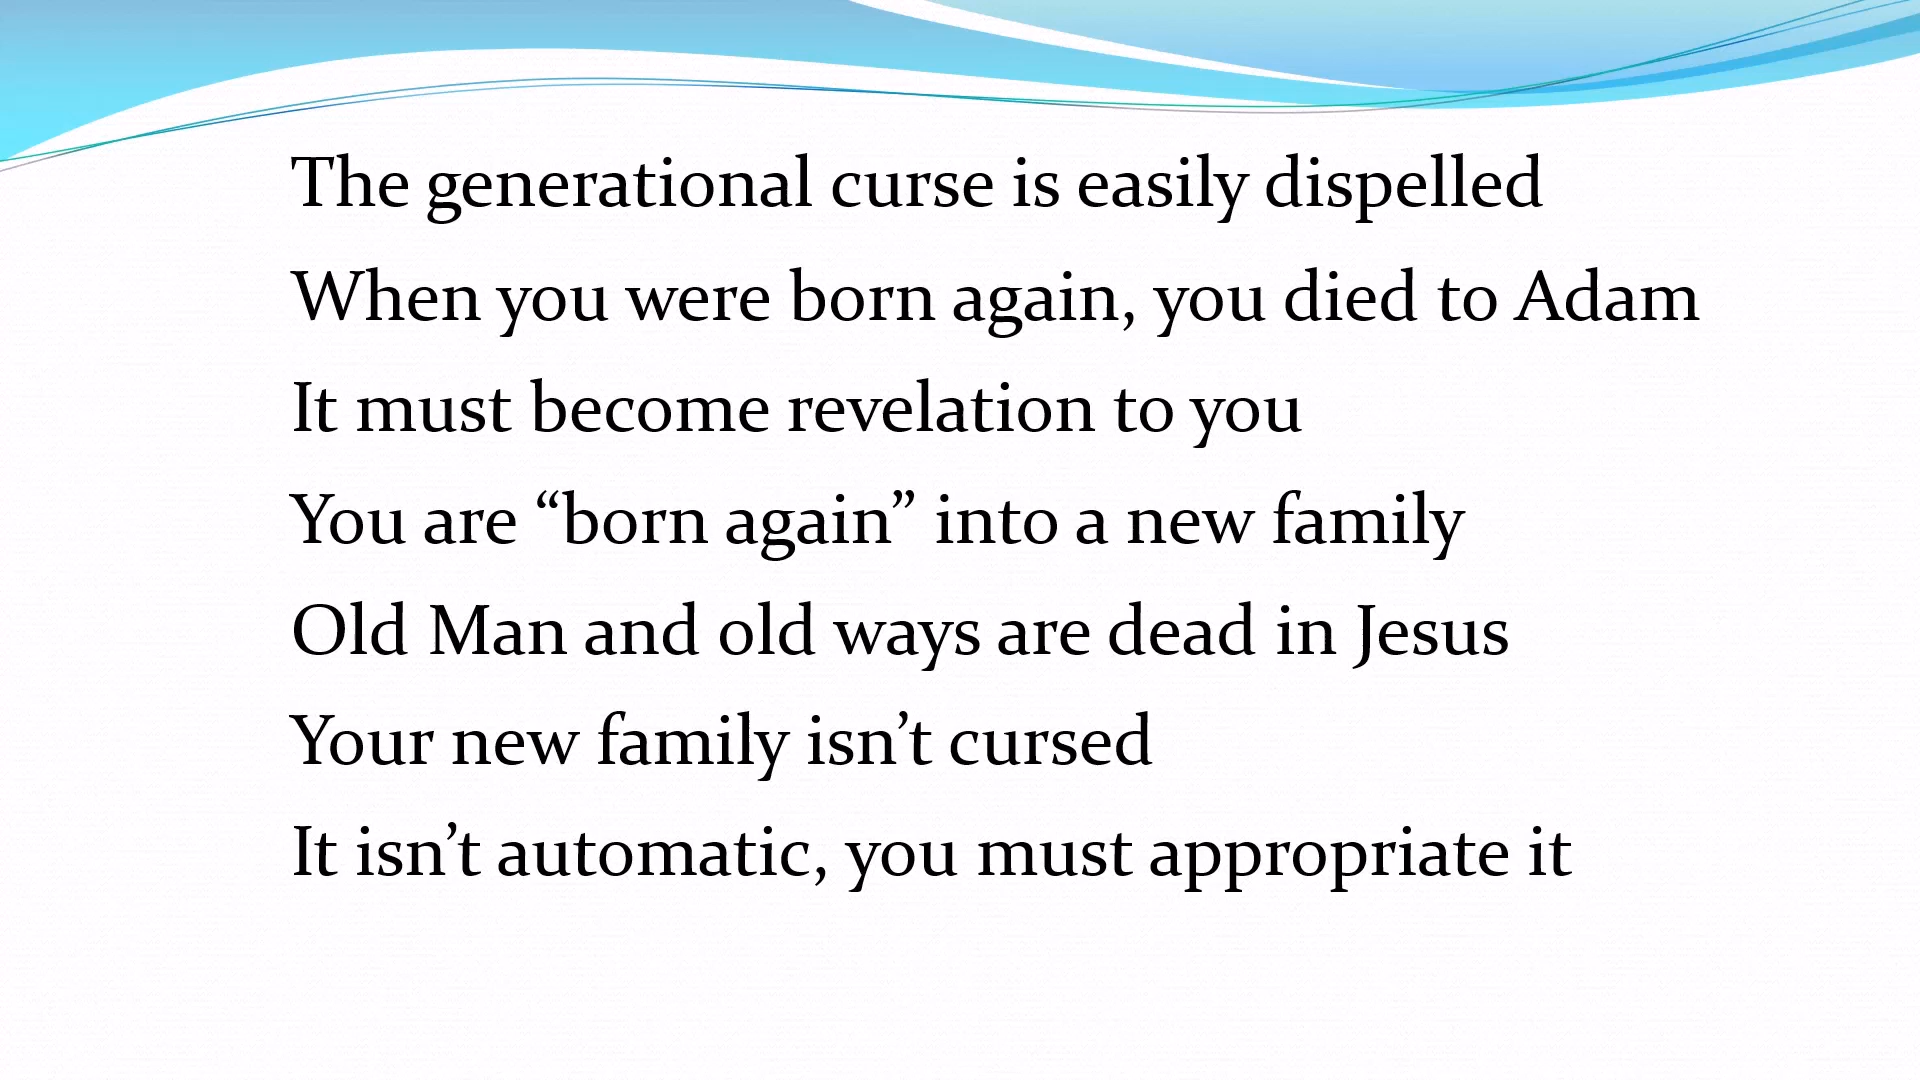 The generational curse is easily dispelled
When you were born again, you died to Adam
It must become revelation to you
You are “born again” into a new family
Old Man and old ways are dead in Jesus
Your new family isn’t cursed
It isn’t automatic, you must appropriate it